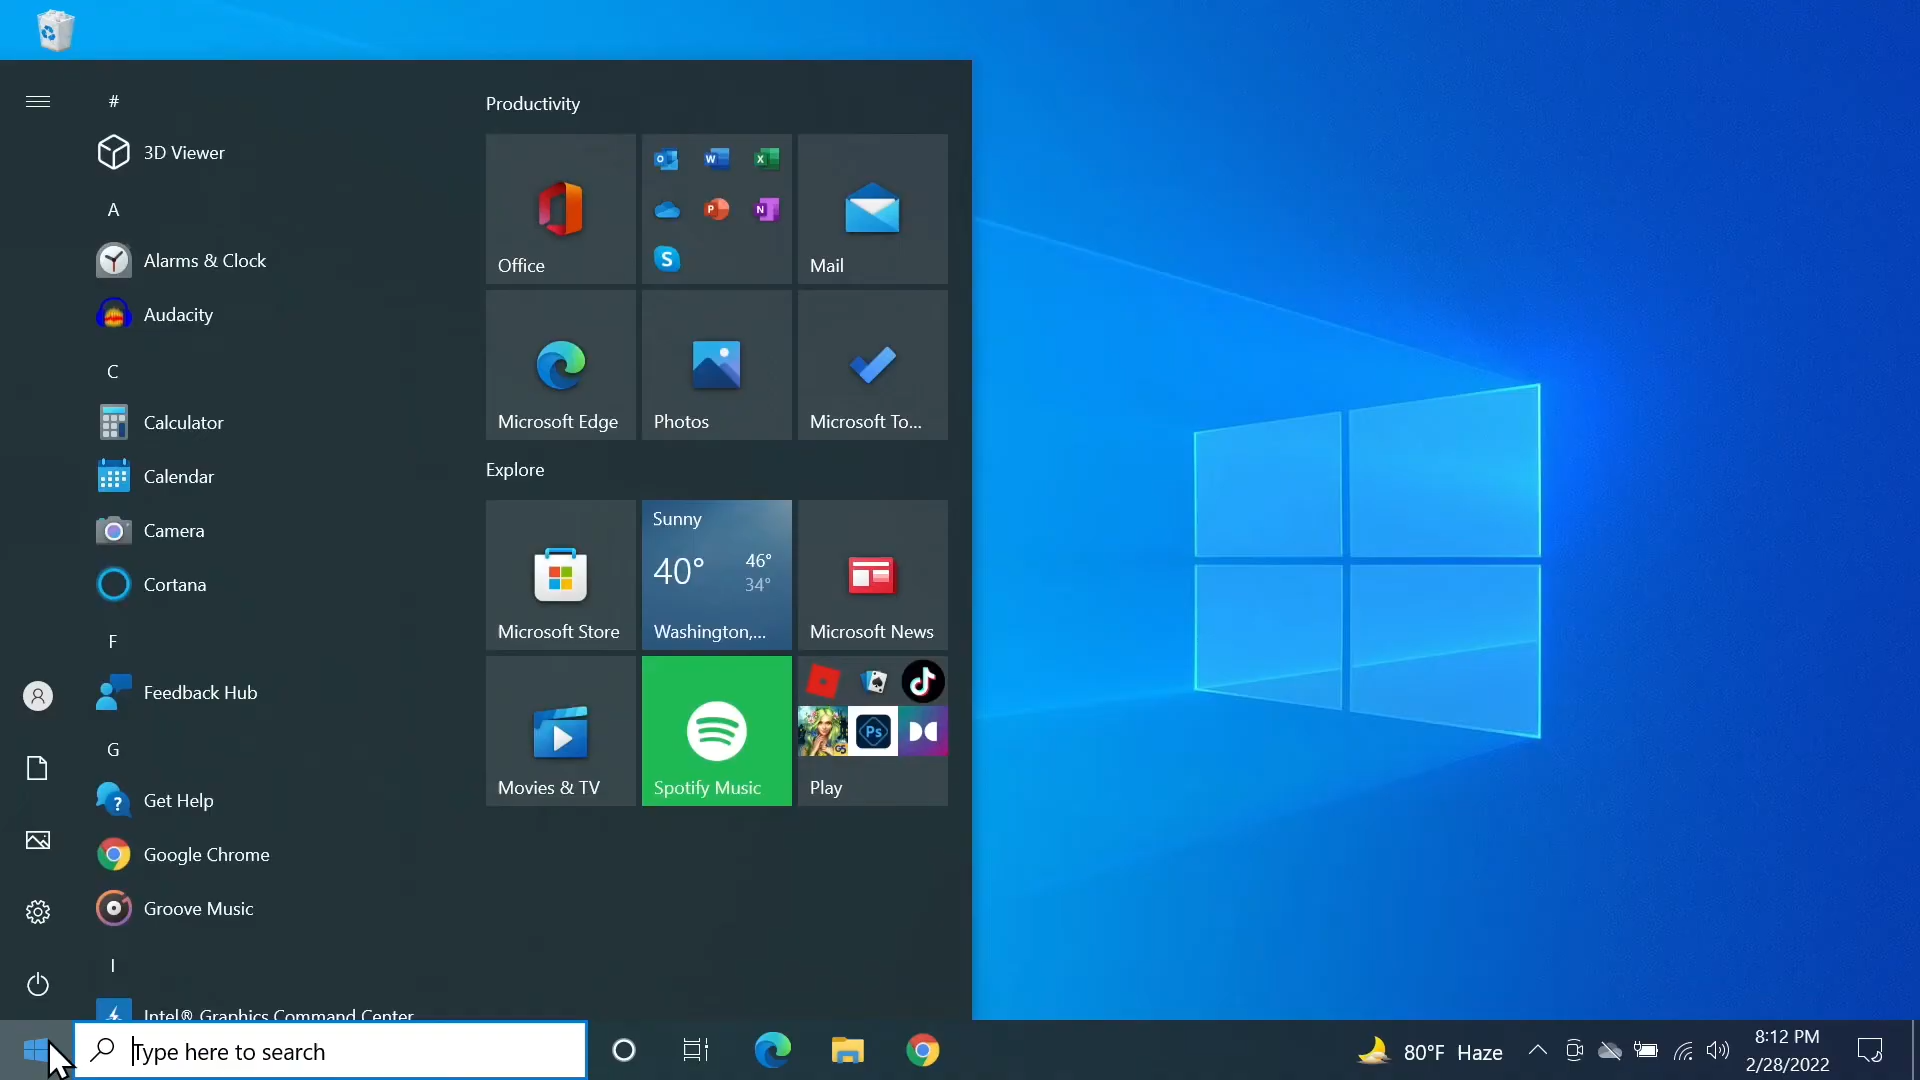 #
3D Viewer
A
Alarms & Clock
Audacity
C
Calculator
Calendar
Camera
Cortana
F
Feedback Hub
G
Get Help
Google Chrome
Groove Music
I
Intel® Graphics Command Center
Productivity
Office
Mail
Microsoft Edge
Photos
Microsoft To...
Explore
Microsoft Store
Sunny
40°
46°
34°
Washington,...
Microsoft News
Movies & TV
Spotify Music
G5
Ps
Play
Type here to search
80°F Haze
8:12 PM
2/28/2022